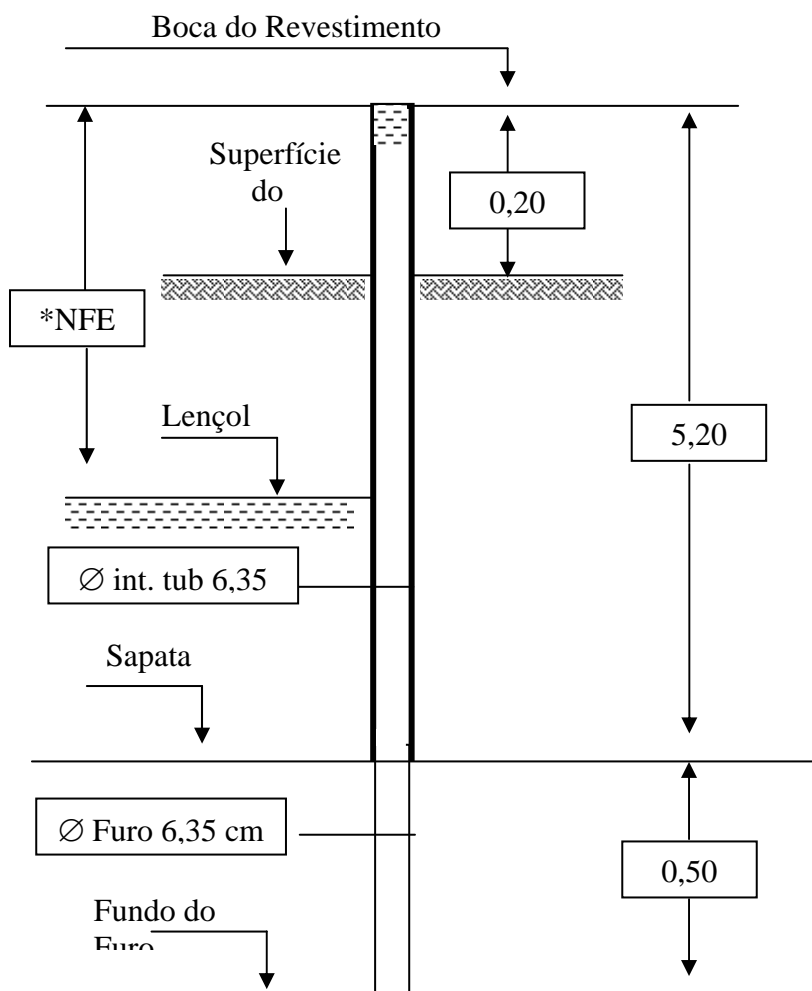 Boca do Revestimento
Superfície
do
0,20
*NFE
Lençol
5,20
∅ int. tub 6,35
Sapata
∅ Furo 6,35 cm
0,50
Fundo do
Furo